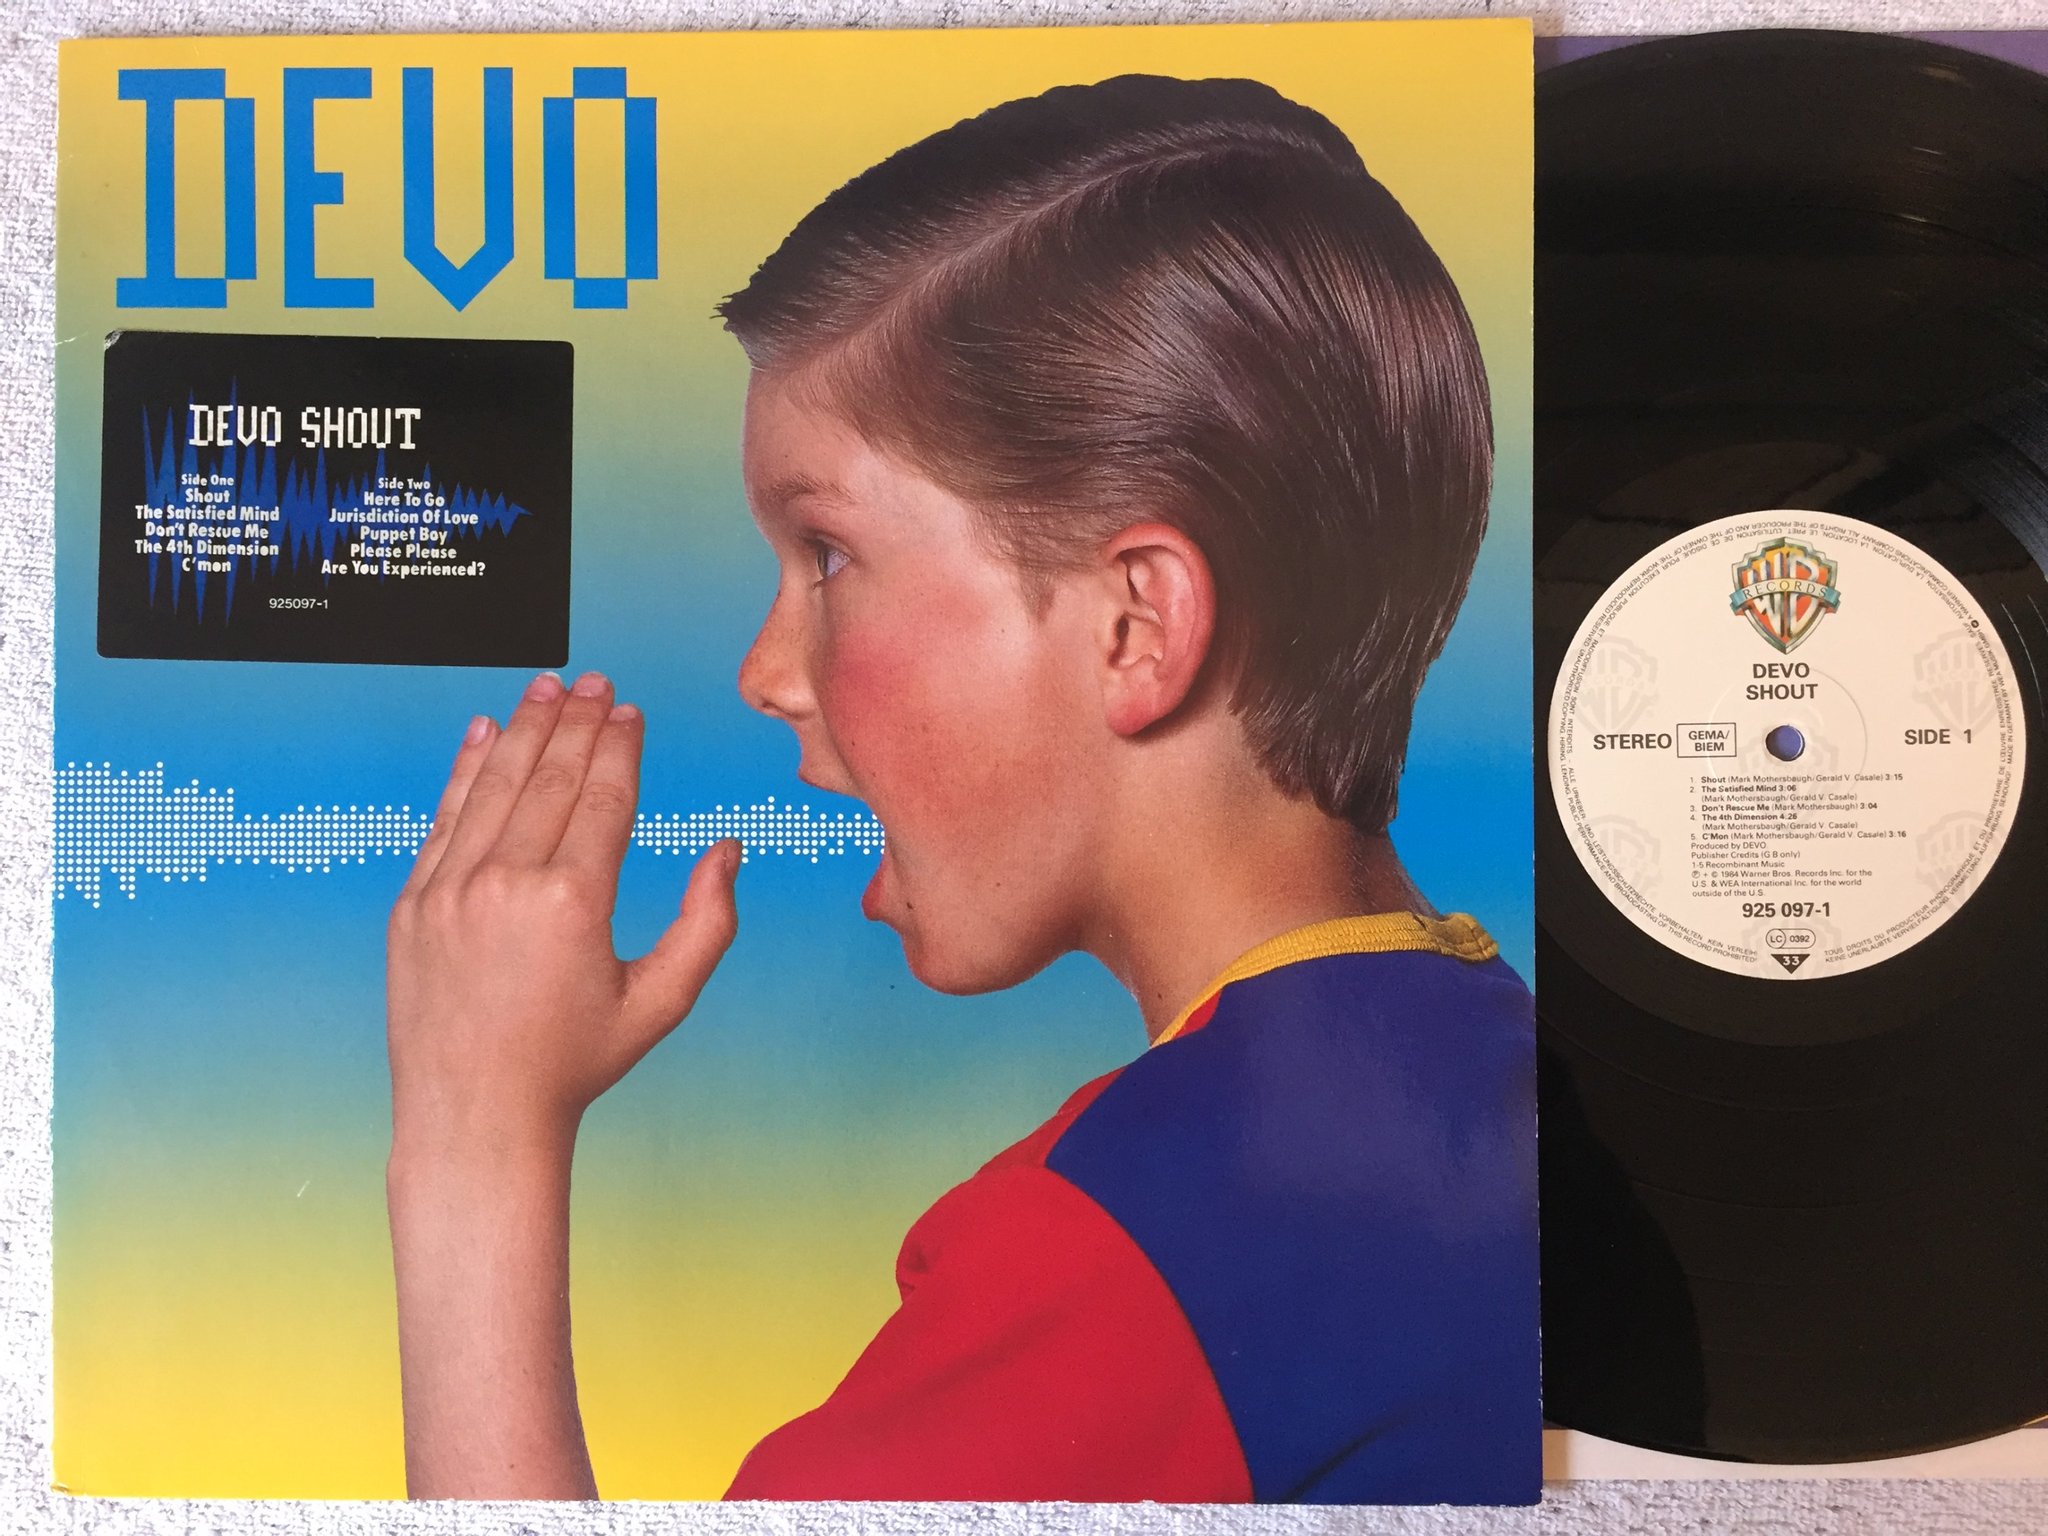 DEVO
DEVO SHOUT
Side One
Shout
The Satisfied Mind
Don't Rescue Me
The 4th Dimension
C'mon
Side Two
Here To Go
Jurisdiction Of Love
Puppet Boy
Please Please
Are You Experienced?
925097-1
WB
RECORDS
DEVO
SHOUT
STEREO
GEMA/
BIEM
SIDE 1
1. Shout (Mark Mothersbaugh/Gerald V. Casale) 3:15
2. The Satisfied Mind 3:06
(Mark Mothersbaugh/Gerald V. Casale)
3. Don't Rescue Me (Mark Mothersbaugh) 3:04
4. The 4th Dimension 4:25
(Mark Mothersbaugh/Gerald V. Casale)
5. C'Mon (Mark Mothersbaugh/Gerald V. Casale) 3:16
Produced by DEVO.
Publisher Credits (G B only)
1-5 Recombinant Music
℗ + © 1984 Warner Bros. Records Inc. for the
U.S. & WEA International Inc. for the world
outside of the U.S.
925 097-1
LC 0392
33